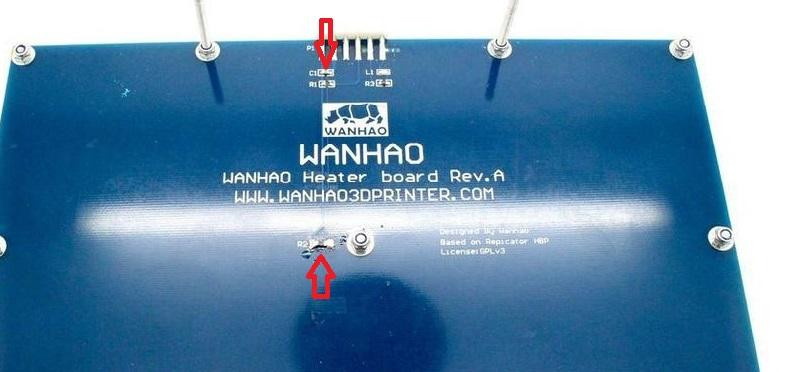 P1
C1 L1
R1 R3
WANHAO
WANHAO
WANHAO Heater board Rev.A
WWW.WANHAO3DPRINTER.COM
R2
Designed By Wanhao
Based on Replicator HBP
License:GPLv3